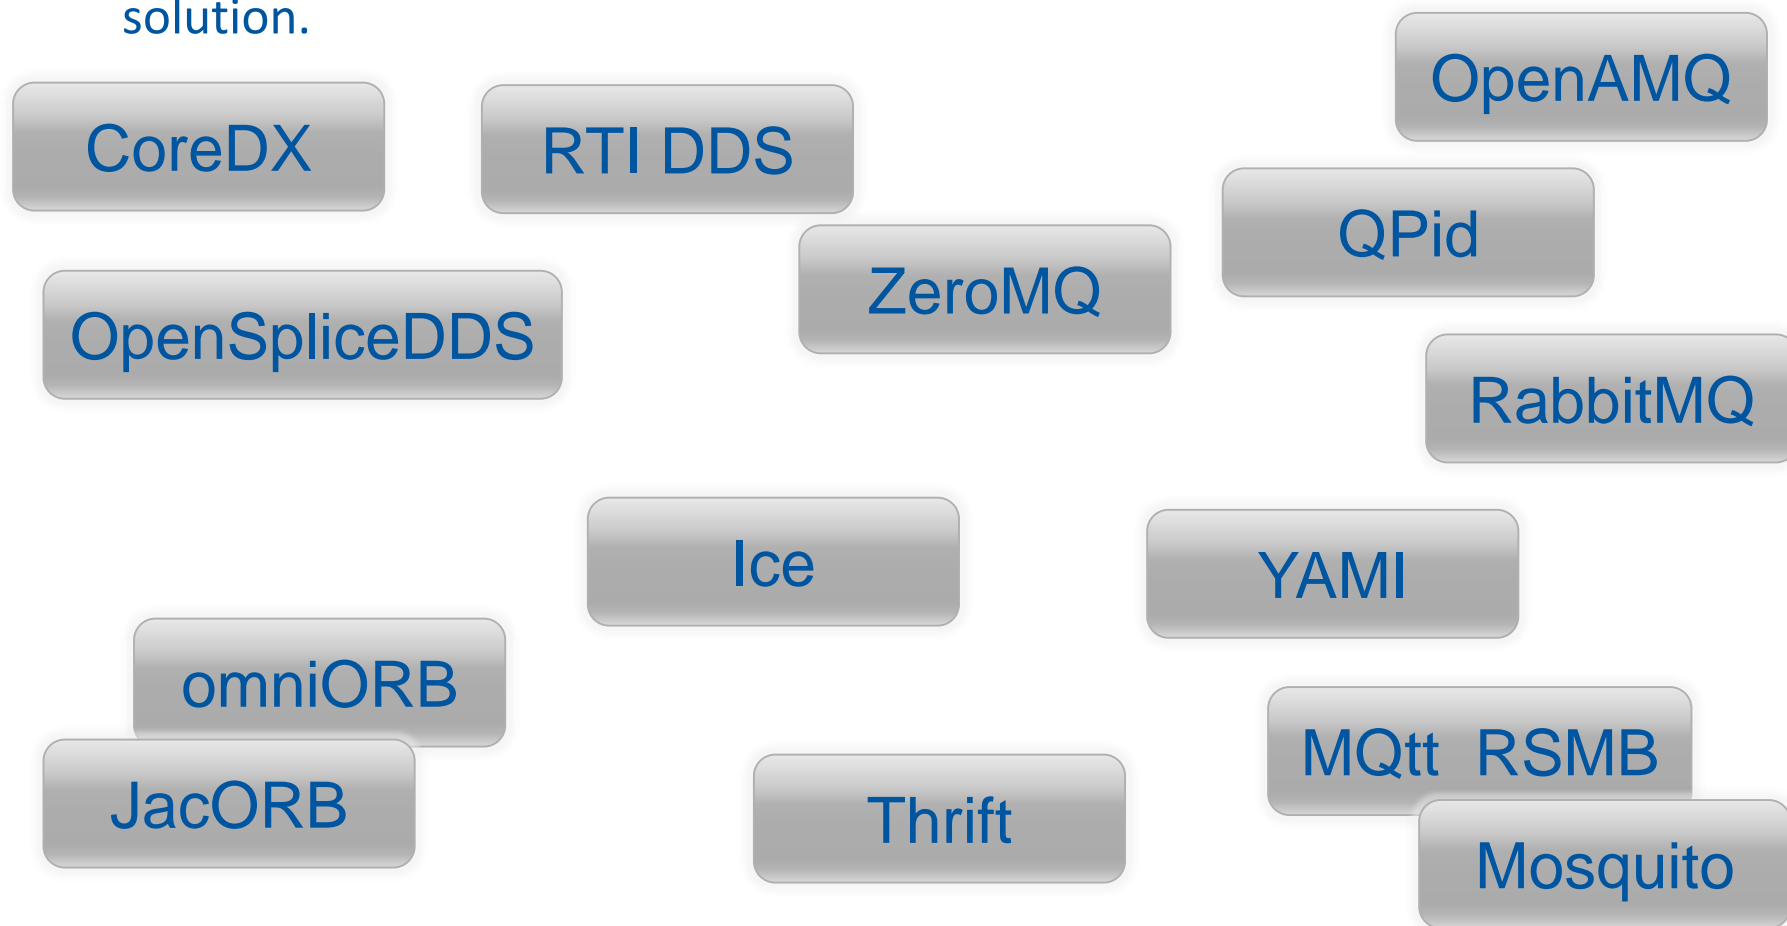 solution.
OpenAMQ
CoreDX
RTI DDS
QPid
ZeroMQ
OpenSpliceDDS
RabbitMQ
Ice
YAMI
omniORB
MQtt RSMB
JacORB
Thrift
Mosquito